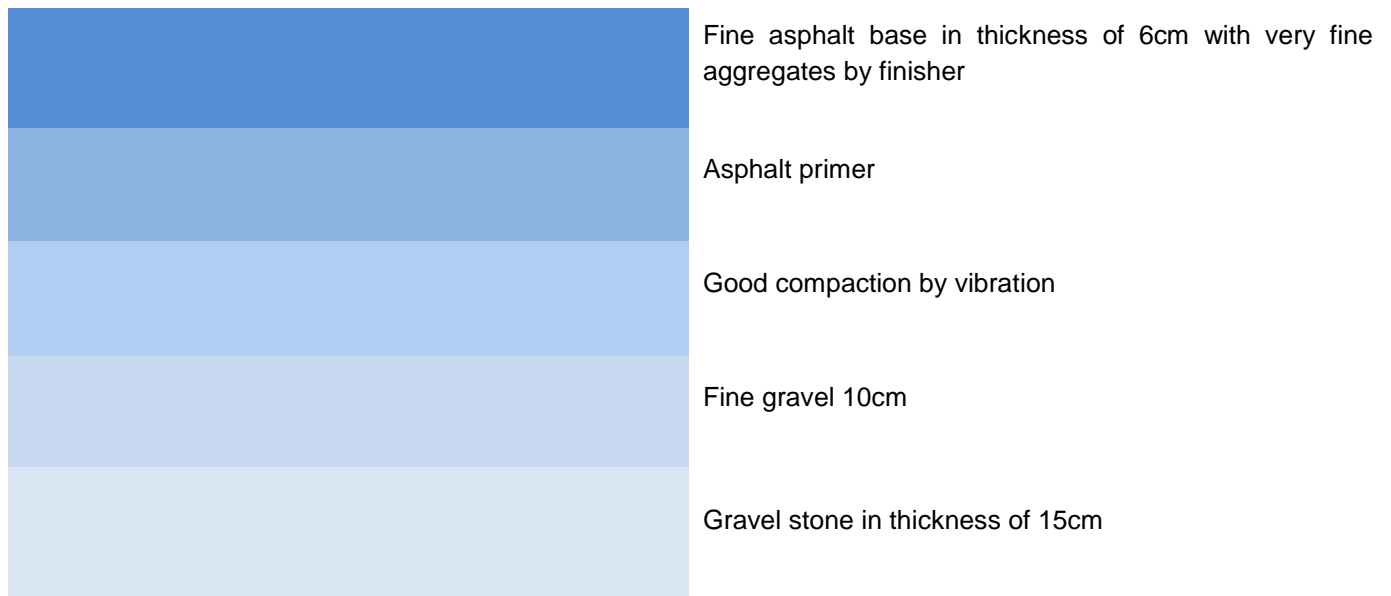 Fine asphalt base in thickness of 6cm with very fine
aggregates by finisher
Asphalt primer
Good compaction by vibration
Fine gravel 10cm
Gravel stone in thickness of 15cm